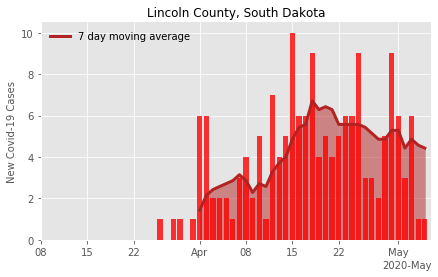 Lincoln County, South Dakota
7 day moving average
New Covid-19 Cases
10
8
6
4
2
0
08 15 22 Apr 08 15 22 May
2020-May